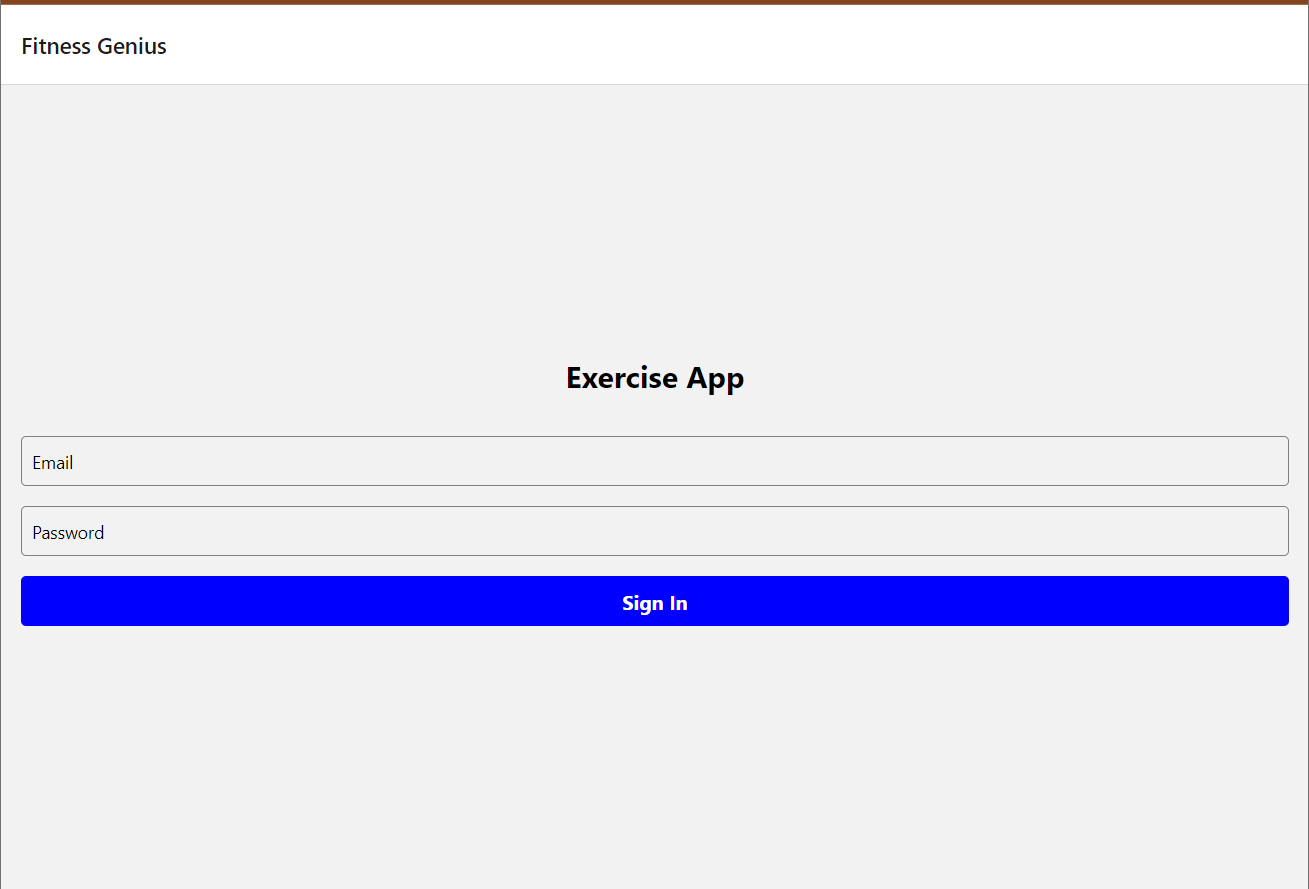 Fitness Genius
Exercise App
Email
Password
Sign In